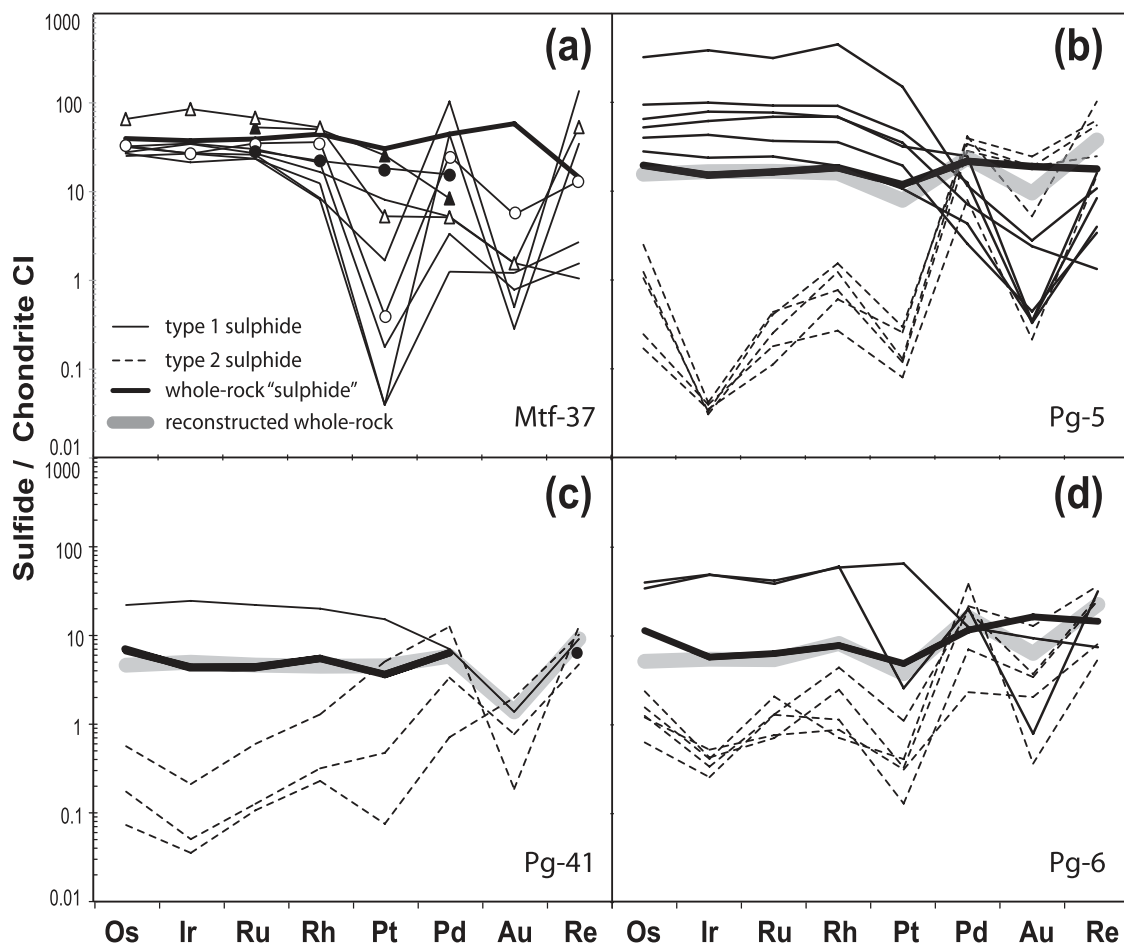 1000
100
10
1
0.1
0.01
(a)
type 1 sulphide
type 2 sulphide
whole-rock “sulphide”
reconstructed whole-rock
Mtf-37
(b)
Pg-5
Sulfide / Chondrite CI
1000
100
10
1
0.1
0.01
(c)
Pg-41
(d)
Pg-6
Os Ir Ru Rh Pt Pd Au Re Os Ir Ru Rh Pt Pd Au Re